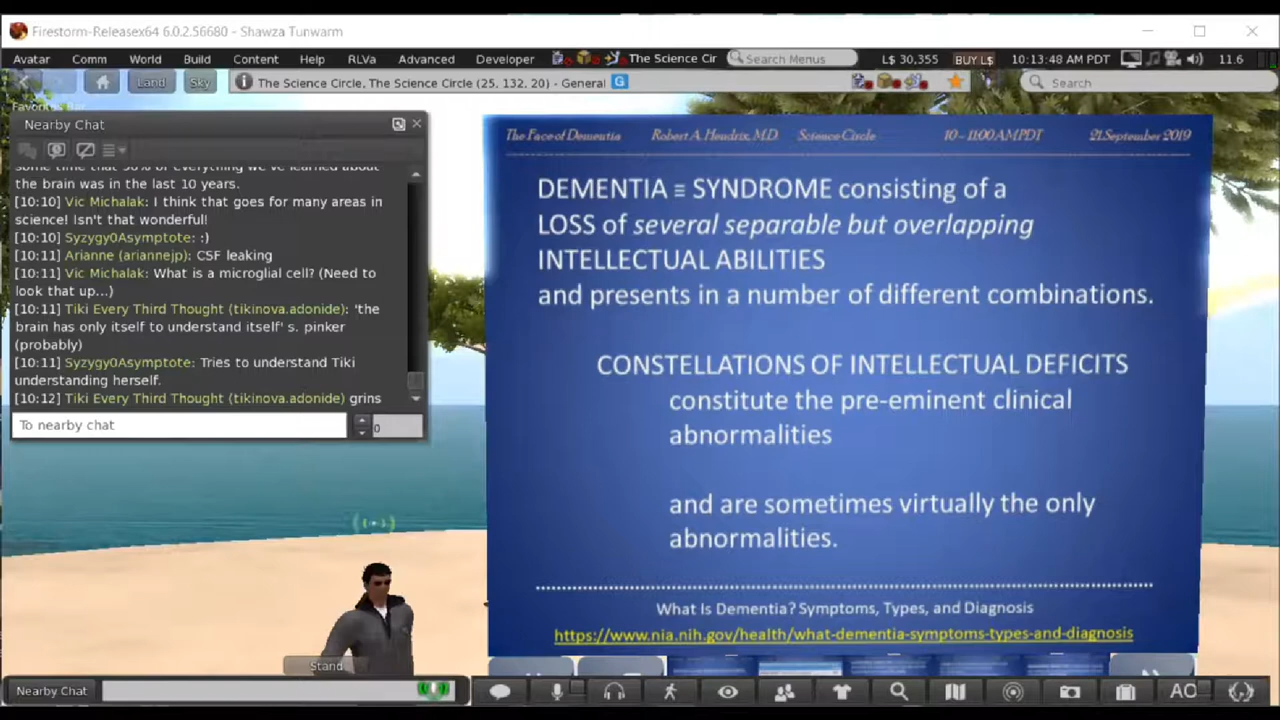 Firestorm-Releasex64 6.0.2.56680 - Shawza Tunwarm
Avatar Comm World Build Content Help RLVa Advanced Developer The Science Cir Search Menus L$ 30,355 BUY L$ 10:13:48 AM PDT 11.6
Land Sky The Science Circle, The Science Circle (25, 132, 20) - General G Search
Nearby Chat
the brain was in the last 10 years.
[10:10] Vic Michalak: I think that goes for many areas in
science! Isn't that wonderful!
[10:10] Syzygy0Asymptote: :)
[10:11] Arianne (ariannejp): CSF leaking
[10:11] Vic Michalak: What is a microglial cell? (Need to
look that up...)
[10:11] Tiki Every Third Thought (tikinova.adonide): 'the
brain has only itself to understand itself' s. pinker
(probably)
[10:11] Syzygy0Asymptote: Tries to understand Tiki
understanding herself.
[10:12] Tiki Every Third Thought (tikinova.adonide) grins
To nearby chat
0
The Face of Dementia Robert A. Hendrix, M.D. Science Circle 10 - 11:00 AM PDT 21 September 2019
DEMENTIA ≡ SYNDROME consisting of a
LOSS of several separable but overlapping
INTELLECTUAL ABILITIES
and presents in a number of different combinations.
CONSTELLATIONS OF INTELLECTUAL DEFICITS
constitute the pre-eminent clinical
abnormalities
and are sometimes virtually the only
abnormalities.
What Is Dementia? Symptoms, Types, and Diagnosis
https://www.nia.nih.gov/health/what-dementia-symptoms-types-and-diagnosis
Stand
Nearby Chat
AO